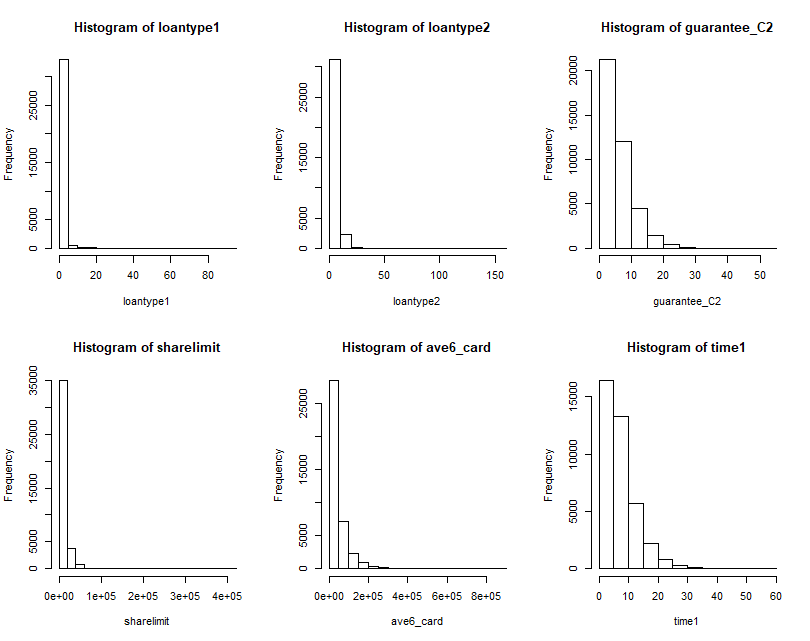 Histogram of loantype1
Frequency
0 5000 15000 25000
0 20 40 60 80
loantype1
Histogram of loantype2
Frequency
0 5000 15000 25000
0 50 100 150
loantype2
Histogram of guarantee_C2
Frequency
0 5000 10000 15000 20000
0 10 20 30 40 50
guarantee_C2
Histogram of sharelimit
Frequency
0 5000 15000 25000 35000
0e+00 1e+05 2e+05 3e+05 4e+05
sharelimit
Histogram of ave6_card
Frequency
0 5000 15000 25000
0e+00 2e+05 4e+05 6e+05 8e+05
ave6_card
Histogram of time1
Frequency
0 5000 10000 15000
0 10 20 30 40 50 60
time1